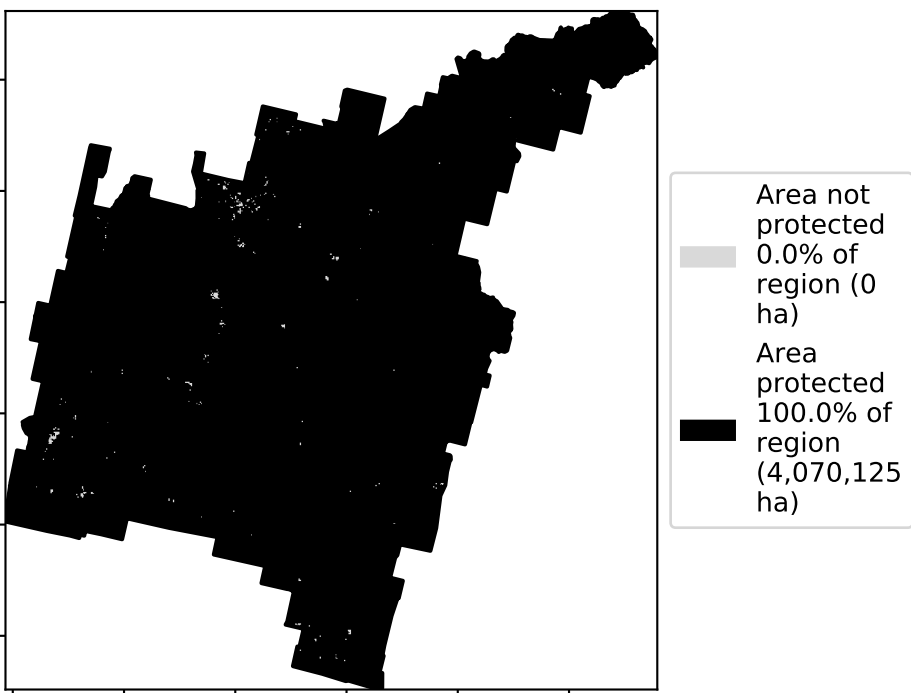 Area not
protected
0.0% of
region (0
ha)
Area
protected
100.0% of
region
(4,070,125
ha)